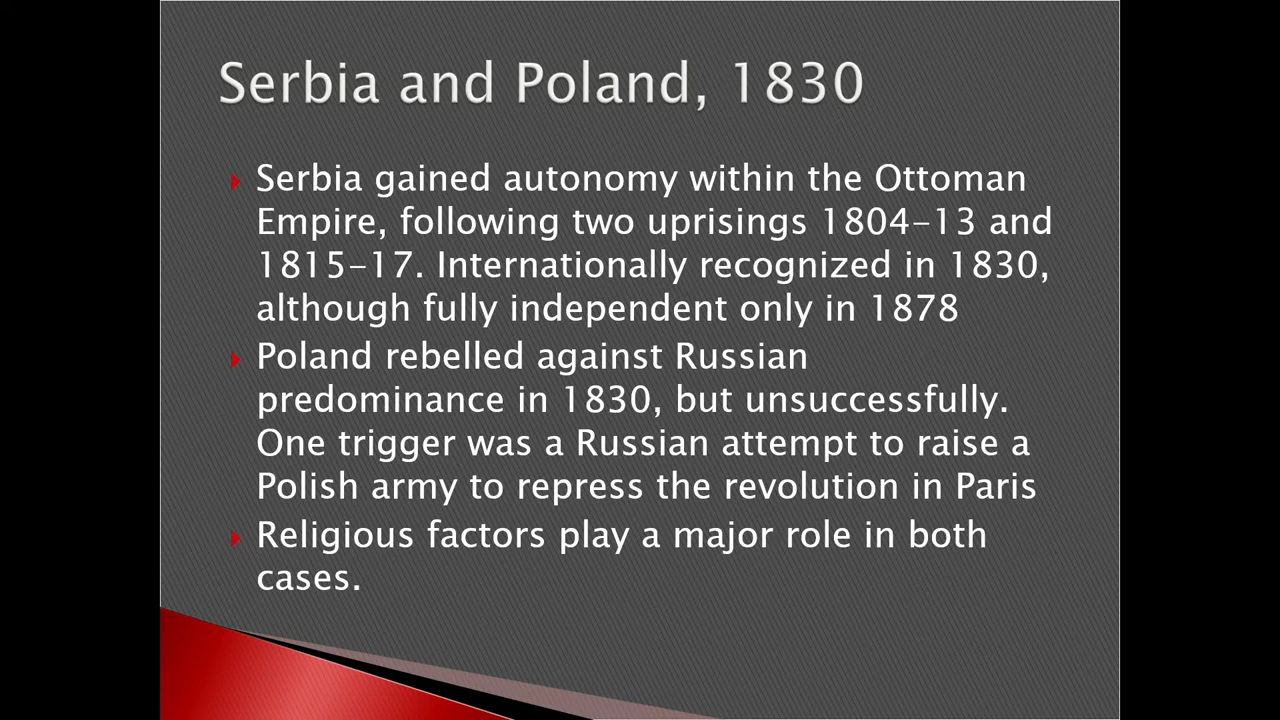 Serbia and Poland, 1830
Serbia gained autonomy within the Ottoman
Empire, following two uprisings 1804-13 and
1815-17. Internationally recognized in 1830,
although fully independent only in 1878
Poland rebelled against Russian
predominance in 1830, but unsuccessfully.
One trigger was a Russian attempt to raise a
Polish army to repress the revolution in Paris
Religious factors play a major role in both
cases.